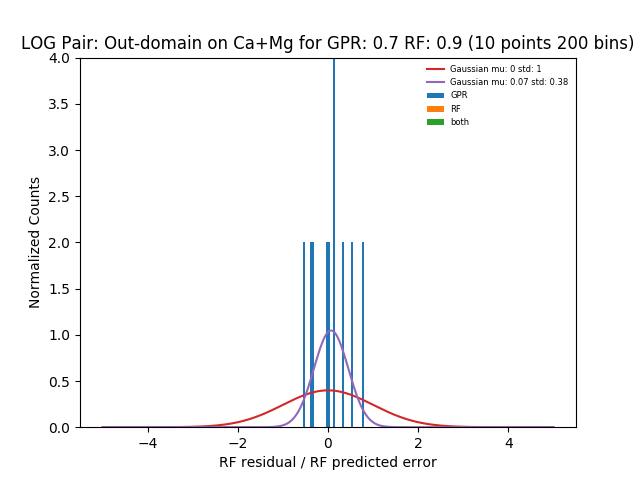 LOG Pair: Out-domain on Ca+Mg for GPR: 0.7 RF: 0.9 (10 points 200 bins)
Gaussian mu: 0 std: 1
Gaussian mu: 0.07 std: 0.38
GPR
RF
both
Normalized Counts
4.0
3.5
3.0
2.5
2.0
1.5
1.0
0.5
0.0
−4 −2 0 2 4
RF residual / RF predicted error